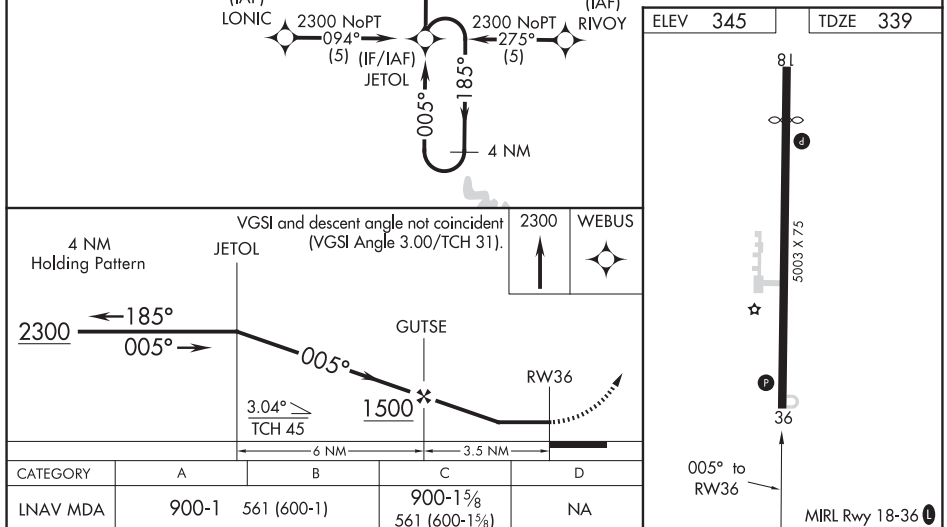 (IAF)
LONIC
2300 NoPT
094°
(5)
(IF/IAF)
JETOL
2300 NoPT
275°
(5)
(IAF)
RIVOY
005°
185°
4 NM
ELEV 345
TDZE 339
18
P
5003 X 75
P
36
005° to
RW36
MIRL Rwy 18-36 L
VGSI and descent angle not coincident
(VGSI Angle 3.00/TCH 31).
2300
WEBUS
4 NM
Holding Pattern
JETOL
2300
185°
005°
005°
GUTSE
1500
RW36
3.04°
TCH 45
6 NM
3.5 NM
CATEGORY A B C D
LNAV MDA 900-1 561 (600-1) 900-1⅝ 561 (600-1⅝) NA